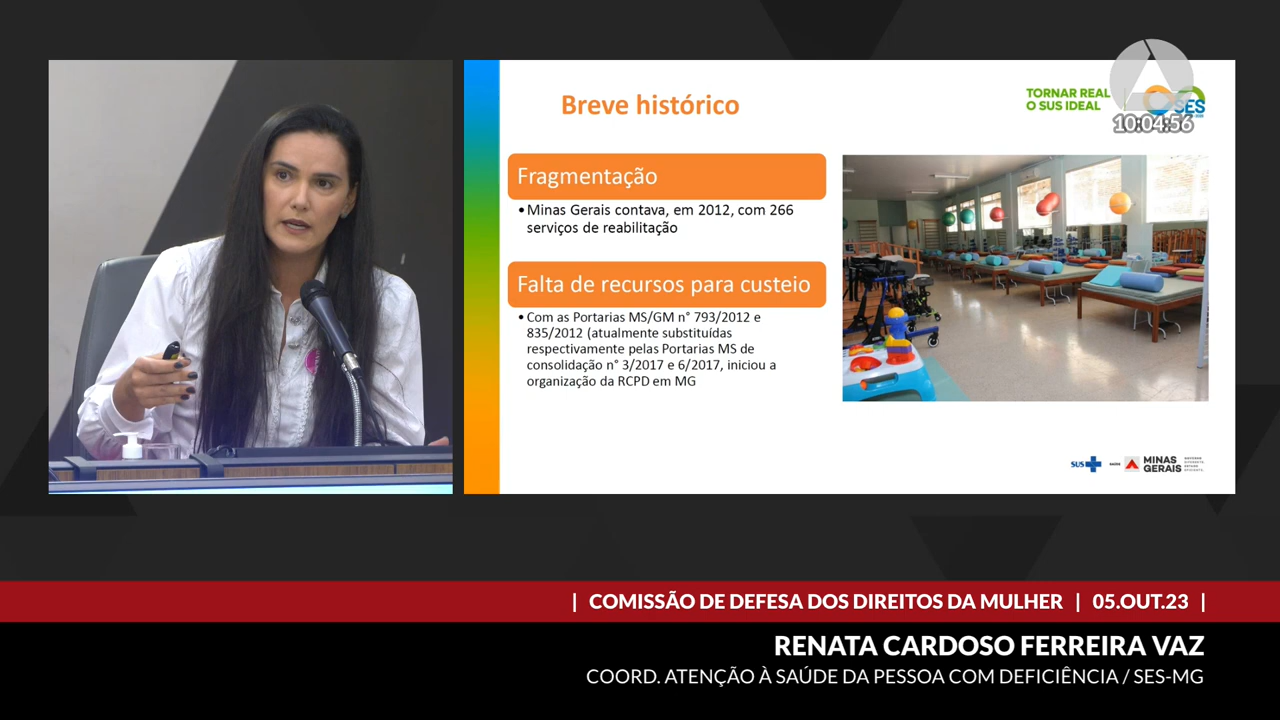 Breve histórico
TORNAR REAL
O SUS IDEAL
SES
10:04:56
Fragmentação
•Minas Gerais contava, em 2012, com 266
serviços de reabilitação
Falta de recursos para custeio
•Com as Portarias MS/GM n° 793/2012 e
835/2012 (atualmente substituídas
respectivamente pelas Portarias MS de
consolidação n° 3/2017 e 6/2017, iniciou a
organização da RCPD em MG
SUS
SAÚDE
MINAS
GERAIS
| COMISSÃO DE DEFESA DOS DIREITOS DA MULHER | 05.OUT.23 |
RENATA CARDOSO FERREIRA VAZ
COORD. ATENÇÃO À SAÚDE DA PESSOA COM DEFICIÊNCIA / SES-MG